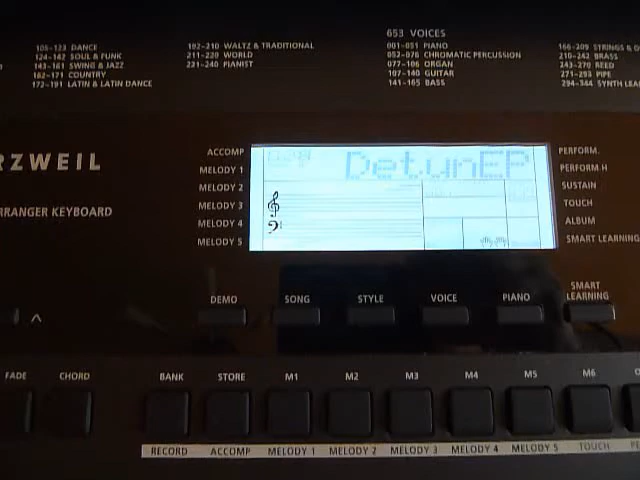 653 VOICES
105-123 DANCE
124-142 SOUL & FUNK
143-161 SWING & JAZZ
162-171 COUNTRY
172-191 LATIN & LATIN DANCE
192-210 WALTZ & TRADITIONAL
211-220 WORLD
221-240 PIANIST
001-051 PIANO
052-076 CHROMATIC PERCUSSION
077-106 ORGAN
107-140 GUITAR
141-165 BASS
166-209 STRINGS &
210-242 BRASS
243-270 REED
271-293 PIPE
294-344 SYNTH LEA
RZWEIL
RRANGER KEYBOARD
ACCOMP
MELODY 1
MELODY 2
MELODY 3
MELODY 4
MELODY 5
DetunEP
PERFORM.
PERFORM.H
SUSTAIN
TOUCH
ALBUM
SMART LEARNING
DEMO
SONG
STYLE
VOICE
PIANO
SMART
LEARNING
FADE
CHORD
BANK
STORE
M1
M2
M3
M4
M5
M6
RECORD
ACCOMP
MELODY 1
MELODY 2
MELODY 3
MELODY 4
MELODY 5
TOUCH